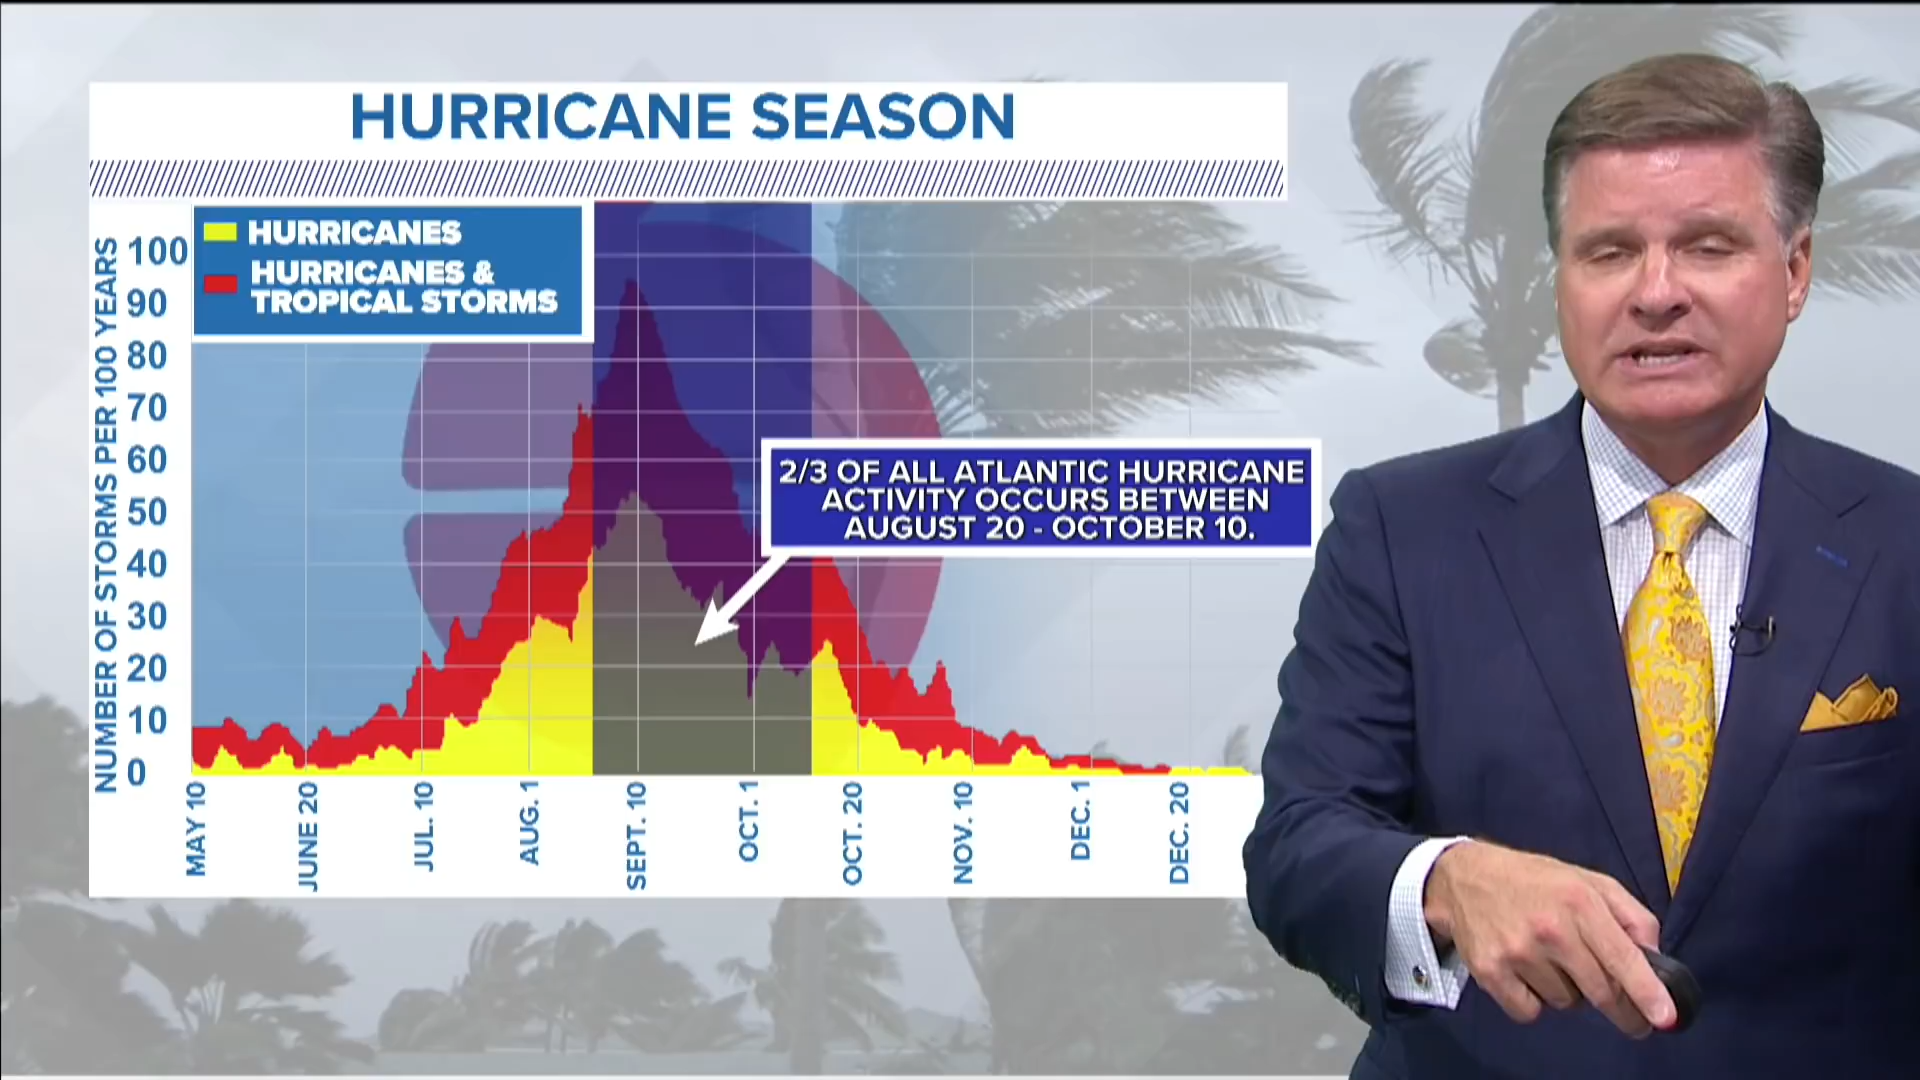 HURRICANE SEASON
HURRICANES
HURRICANES &
TROPICAL STORMS
NUMBER OF STORMS PER 100 YEARS
100
90
80
70
60
50
40
30
20
10
0
2/3 OF ALL ATLANTIC HURRICANE
ACTIVITY OCCURS BETWEEN
AUGUST 20 - OCTOBER 10.
MAY 10
JUNE 20
JUL. 10
AUG. 1
SEPT. 10
OCT. 1
OCT. 20
NOV. 10
DEC. 1
DEC. 20